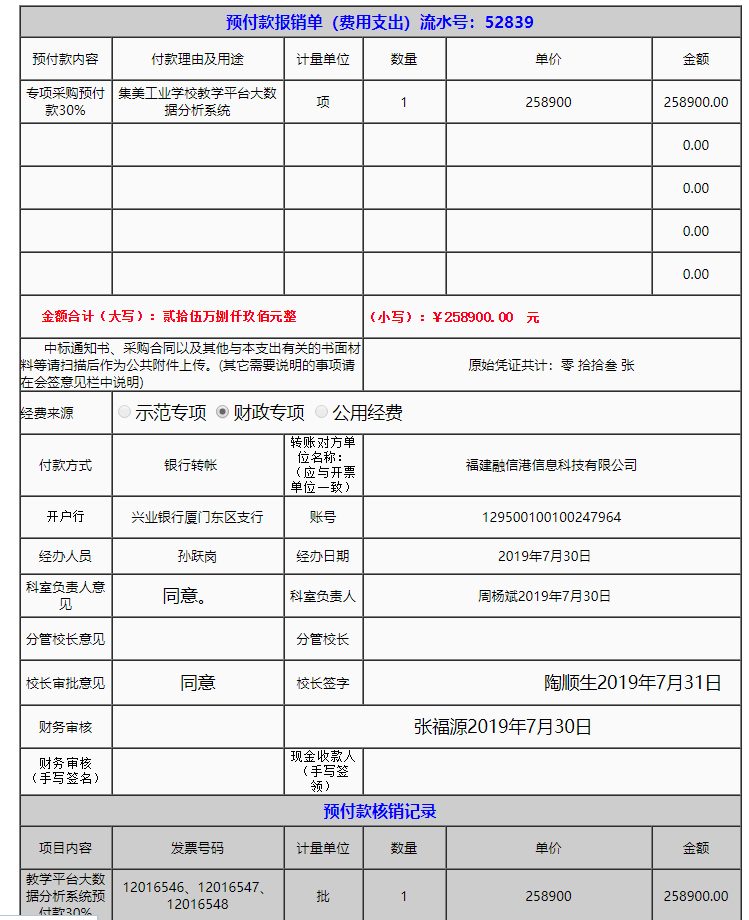 预付款报销单（费用支出）流水号：52839
预付款内容 付款理由及用途 计量单位 数量 单价 金额
专项采购预付款30% 集美工业学校教学平台大数据分析系统 项 1 258900 258900.00
0.00
0.00
0.00
0.00
金额合计（大写）：贰拾伍万捌仟玖佰元整 （小写）：￥258900.00 元
中标通知书、采购合同以及其他与本支出有关的书面材
料等请扫描后作为公共附件上传。(其它需要说明的事项请
在会签意见栏中说明)
原始凭证共计：零 拾拾叁 张
经费来源 示范专项 财政专项 公用经费
付款方式 银行转帐 转账对方单位名称：（应与开票单位一致） 福建融信港信息科技有限公司
开户行 兴业银行厦门东区支行 账号 129500100100247964
经办人员 孙跃岗 经办日期 2019年7月30日
科室负责人意见 同意。 科室负责人 周杨斌2019年7月30日
分管校长意见 分管校长
校长审批意见 同意 校长签字 陶顺生2019年7月31日
财务审核 张福源2019年7月30日
财务审核（手写签名） 现金收款人（手写签领）
预付款核销记录
项目内容 发票号码 计量单位 数量 单价 金额
教学平台大数据分析系统预付款30% 12016546、12016547、12016548 批 1 258900 258900.00